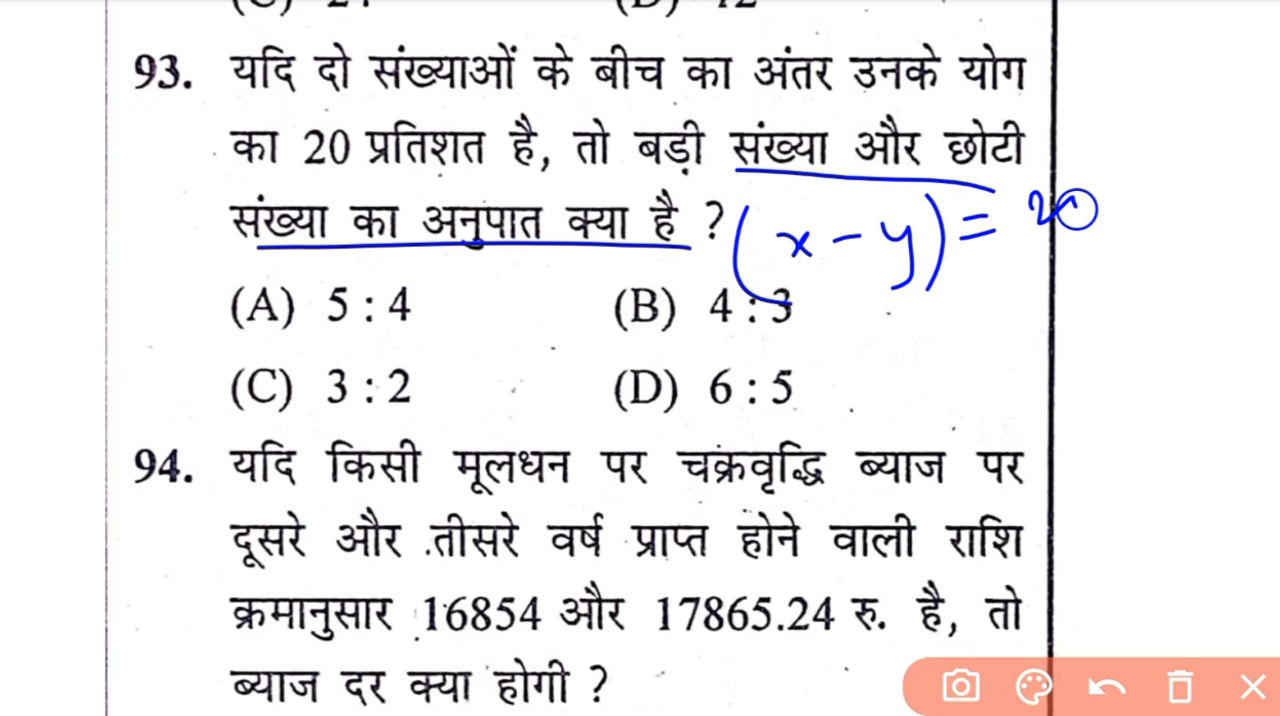 93. यदि दो संख्याओं के बीच का अंतर उनके योग
का 20 प्रतिशत है, तो बड़ी संख्या और छोटी
संख्या का अनुपात क्या है ?
(x - y) = 20
(A) 5 : 4 (B) 4 : 3
(C) 3 : 2 (D) 6 : 5
94. यदि किसी मूलधन पर चक्रवृद्धि ब्याज पर
दूसरे और तीसरे वर्ष प्राप्त होने वाली राशि
क्रमानुसार 16854 और 17865.24 रु. है, तो
ब्याज दर क्या होगी ?